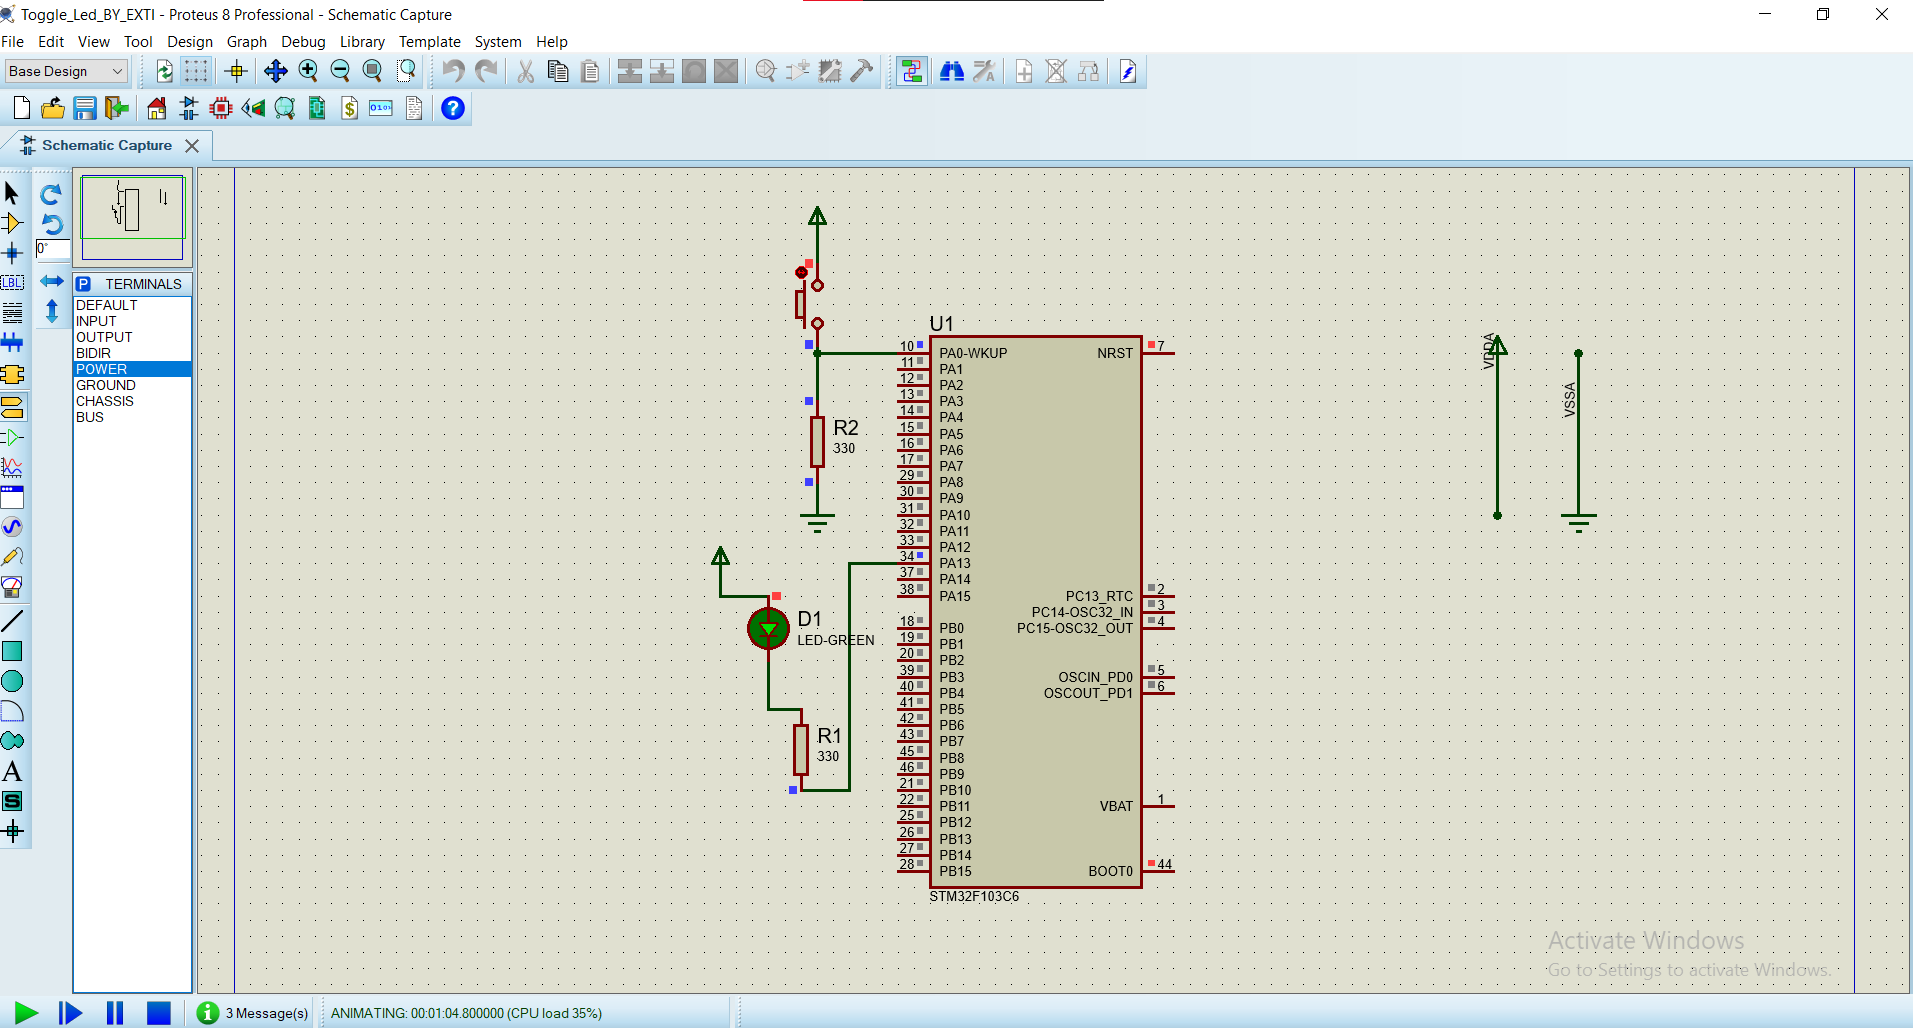 Toggle_Led_BY_EXTI - Proteus 8 Professional - Schematic Capture
File Edit View Tool Design Graph Debug Library Template System Help
Base Design
Schematic Capture
0°
LBL
P TERMINALS
DEFAULT
INPUT
OUTPUT
BIDIR
POWER
GROUND
CHASSIS
BUS
A
S
U1
10 PA0-WKUP NRST 7
11 PA1
12 PA2
13 PA3
14 PA4
15 PA5
16 PA6
17 PA7
29 PA8
30 PA9
31 PA10
32 PA11
33 PA12
34 PA13
37 PA14
38 PA15 PC13_RTC 2
PC14-OSC32_IN 3
18 PB0 PC15-OSC32_OUT 4
19 PB1
20 PB2
39 PB3 OSCIN_PD0 5
40 PB4 OSCOUT_PD1 6
41 PB5
42 PB6
43 PB7
45 PB8
46 PB9
21 PB10
22 PB11 VBAT 1
25 PB12
26 PB13
27 PB14
28 PB15 BOOT0 44
STM32F103C6
R2
330
D1
LED-GREEN
R1
330
VDDA
VSSA
Activate Windows
Go to Settings to activate Windows.
3 Message(s) ANIMATING: 00:01:04.800000 (CPU load 35%)